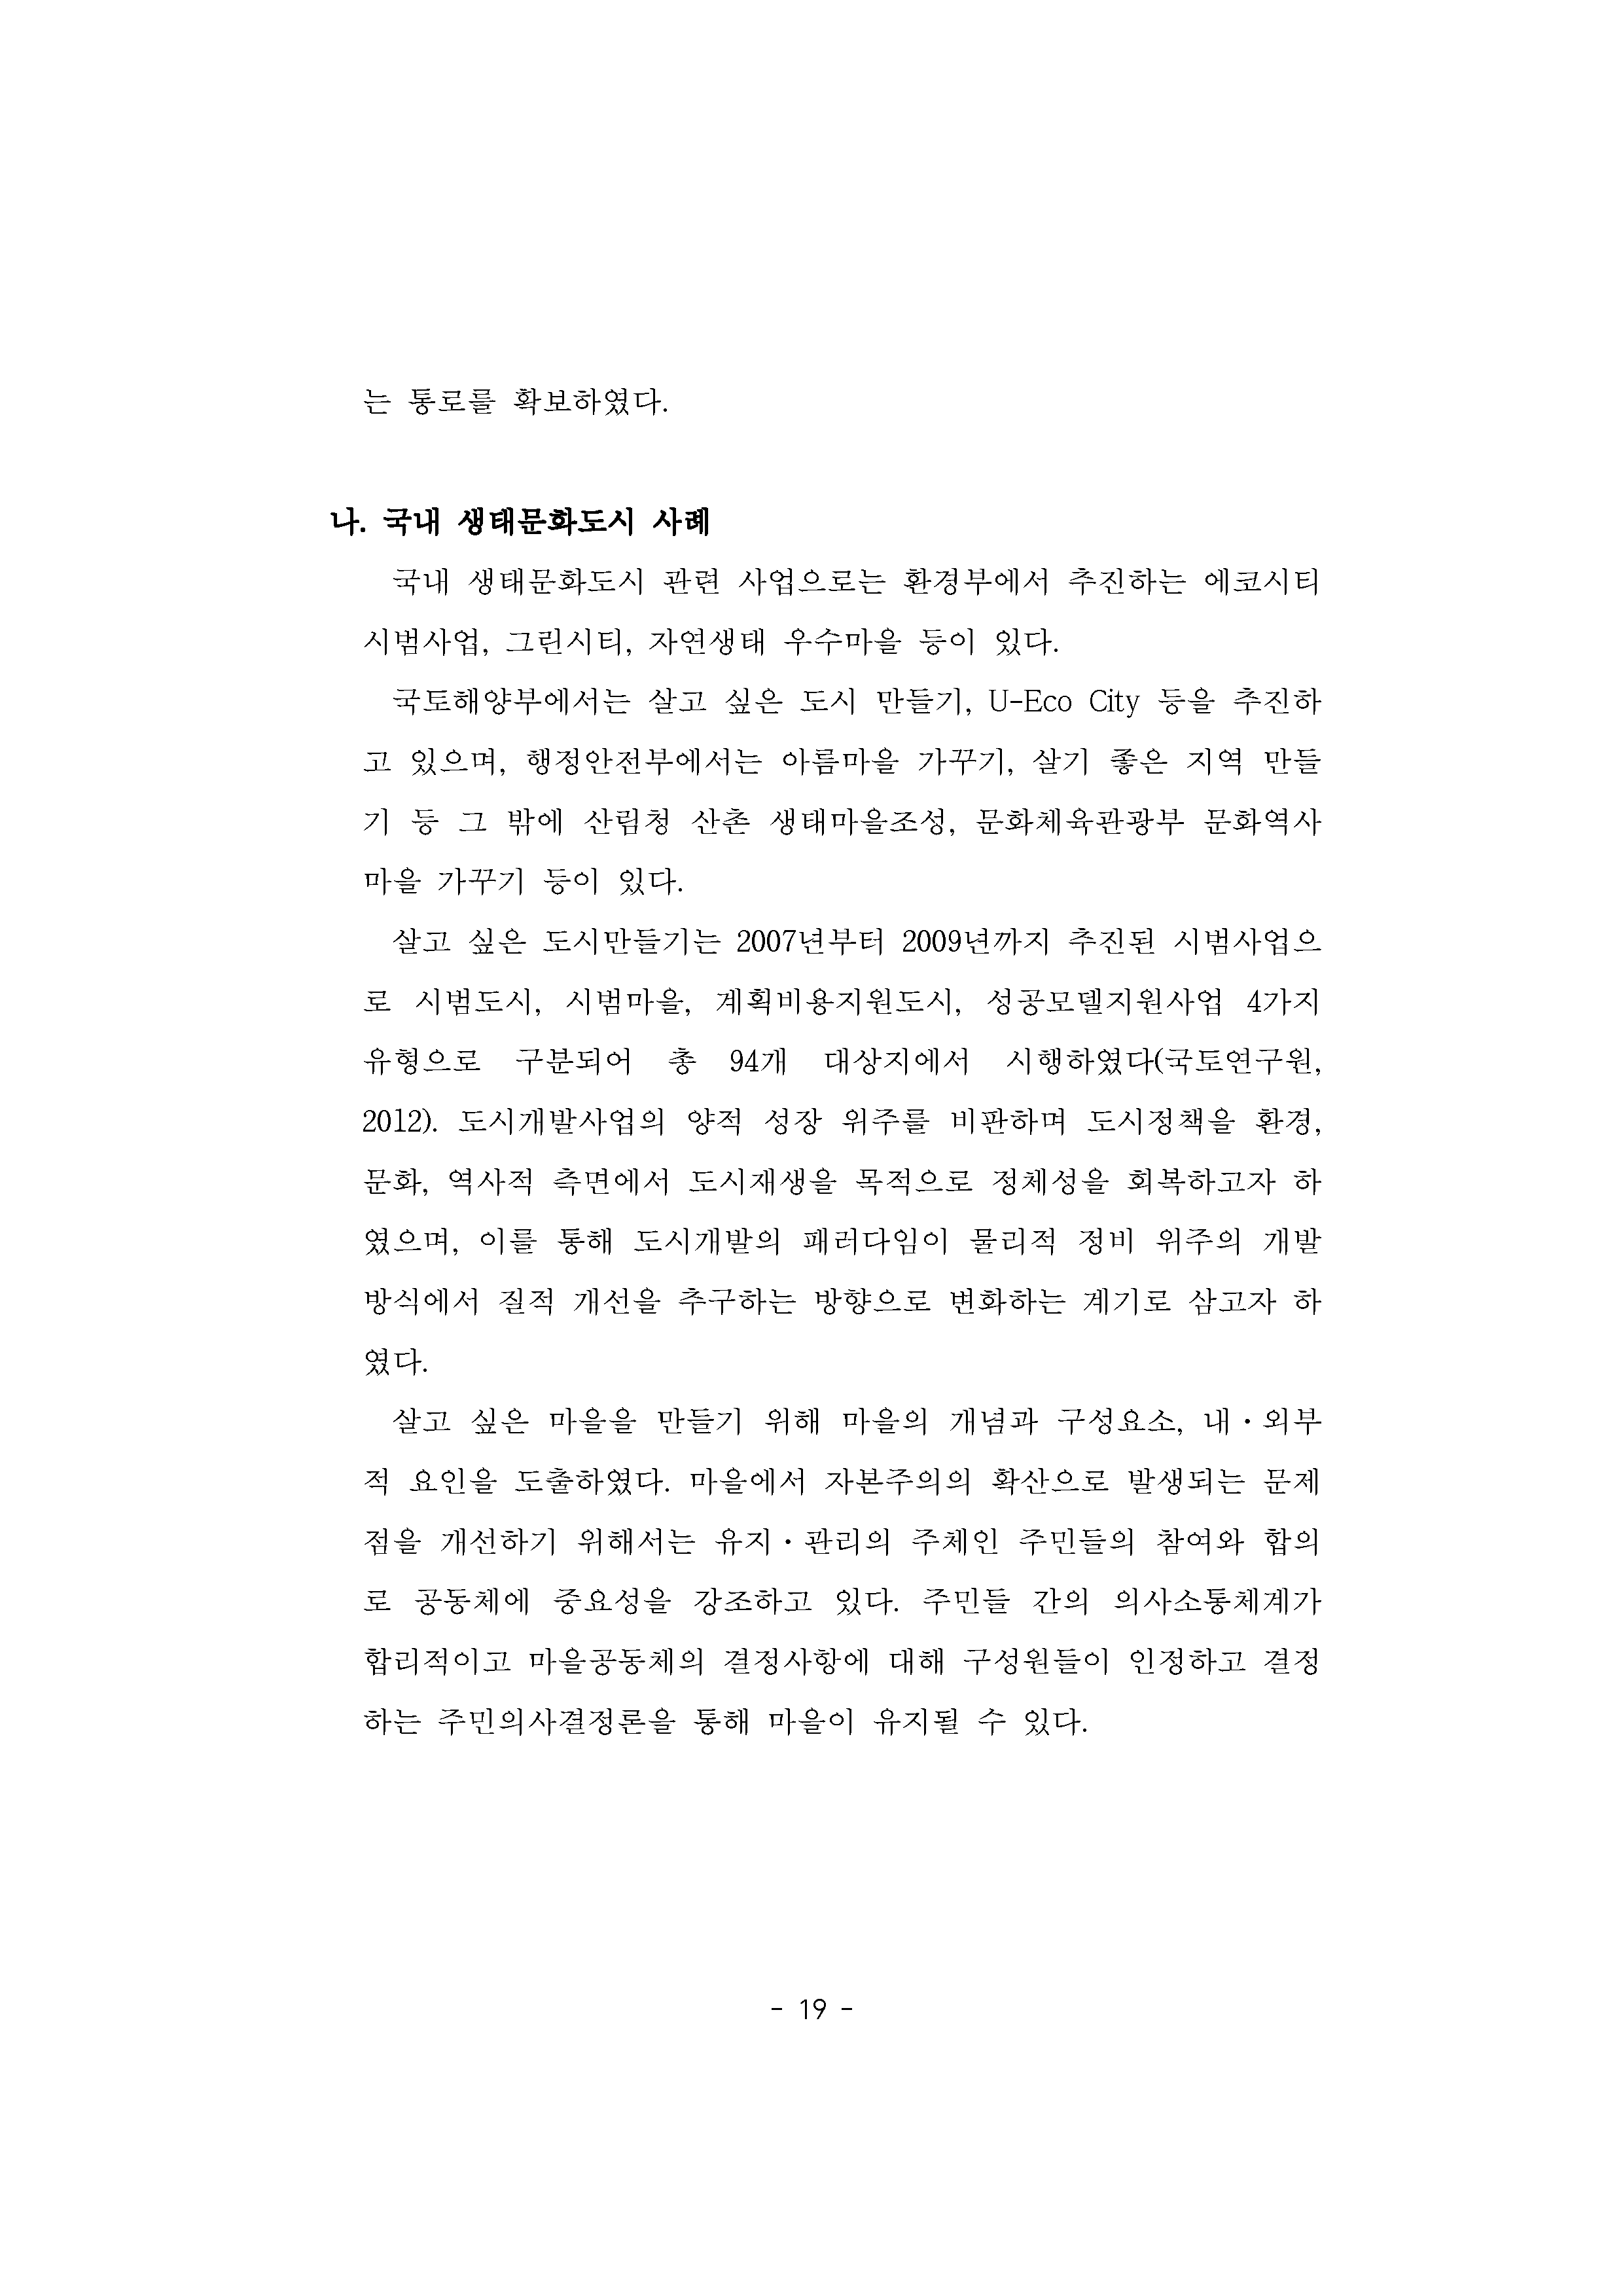 는 통로를 확보하였다.
나. 국내 생태문화도시 사례
국내 생태문화도시 관련 사업으로는 환경부에서 추진하는 에코시티
시범사업, 그린시티, 자연생태 우수마을 등이 있다.
국토해양부에서는 살고 싶은 도시 만들기, U-Eco City 등을 추진하
고 있으며, 행정안전부에서는 아름마을 가꾸기, 살기 좋은 지역 만들
기 등 그 밖에 산림청 산촌 생태마을조성, 문화체육관광부 문화역사
마을 가꾸기 등이 있다.
살고 싶은 도시만들기는 2007년부터 2009년까지 추진된 시범사업으
로 시범도시, 시범마을, 계획비용지원도시, 성공모델지원사업 4가지
유형으로 구분되어 총 94개 대상지에서 시행하였다(국토연구원,
2012). 도시개발사업의 양적 성장 위주를 비판하며 도시정책을 환경,
문화, 역사적 측면에서 도시재생을 목적으로 정체성을 회복하고자 하
였으며, 이를 통해 도시개발의 패러다임이 물리적 정비 위주의 개발
방식에서 질적 개선을 추구하는 방향으로 변화하는 계기로 삼고자 하
였다.
살고 싶은 마을을 만들기 위해 마을의 개념과 구성요소, 내·외부
적 요인을 도출하였다. 마을에서 자본주의의 확산으로 발생되는 문제
점을 개선하기 위해서는 유지·관리의 주체인 주민들의 참여와 합의
로 공동체에 중요성을 강조하고 있다. 주민들 간의 의사소통체계가
합리적이고 마을공동체의 결정사항에 대해 구성원들이 인정하고 결정
하는 주민의사결정론을 통해 마을이 유지될 수 있다.
- 19 -